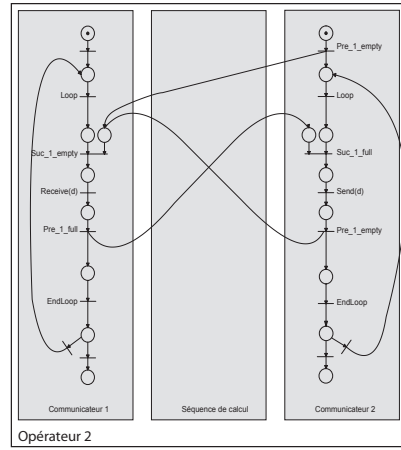 Pre_1_empty
Loop
Loop
Suc_1_empty
Suc_1_full
Receive(d)
Send(d)
Pre_1_full
Pre_1_empty
EndLoop
EndLoop
Communicateur 1
Séquence de calcul
Communicateur 2
Opérateur 2